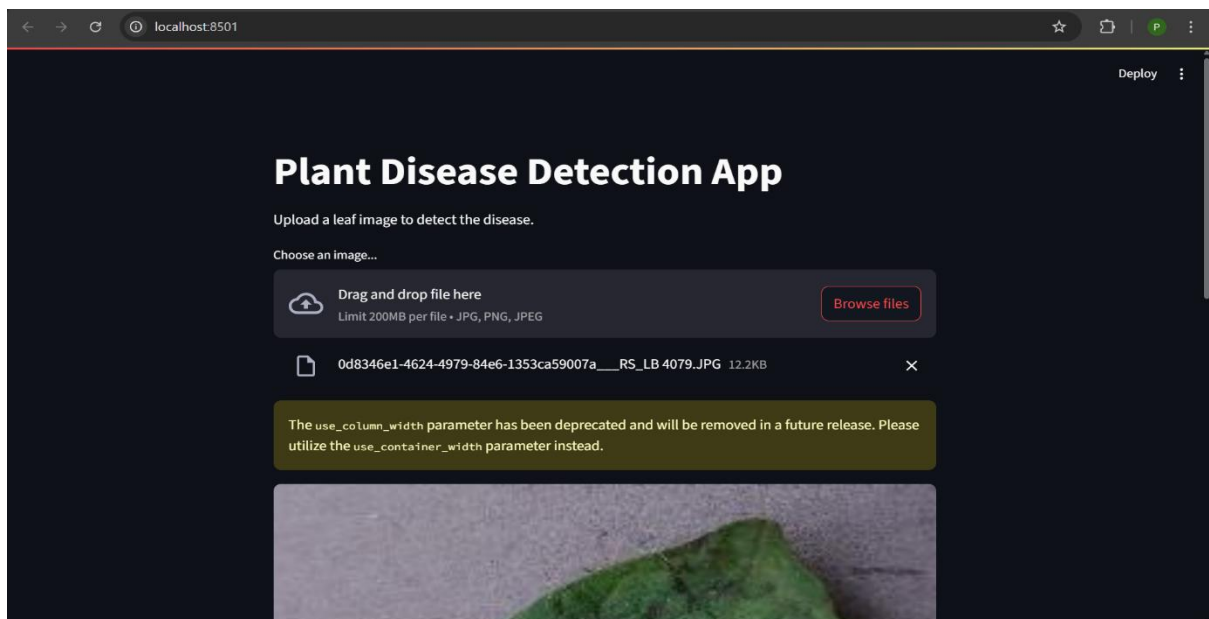 localhost:8501
P
Deploy
Plant Disease Detection App
Upload a leaf image to detect the disease.
Choose an image...
Drag and drop file here
Limit 200MB per file • JPG, PNG, JPEG
Browse files
0d8346e1-4624-4979-84e6-1353ca59007a___RS_LB 4079.JPG 12.2KB
The use_column_width parameter has been deprecated and will be removed in a future release. Please
utilize the use_container_width parameter instead.